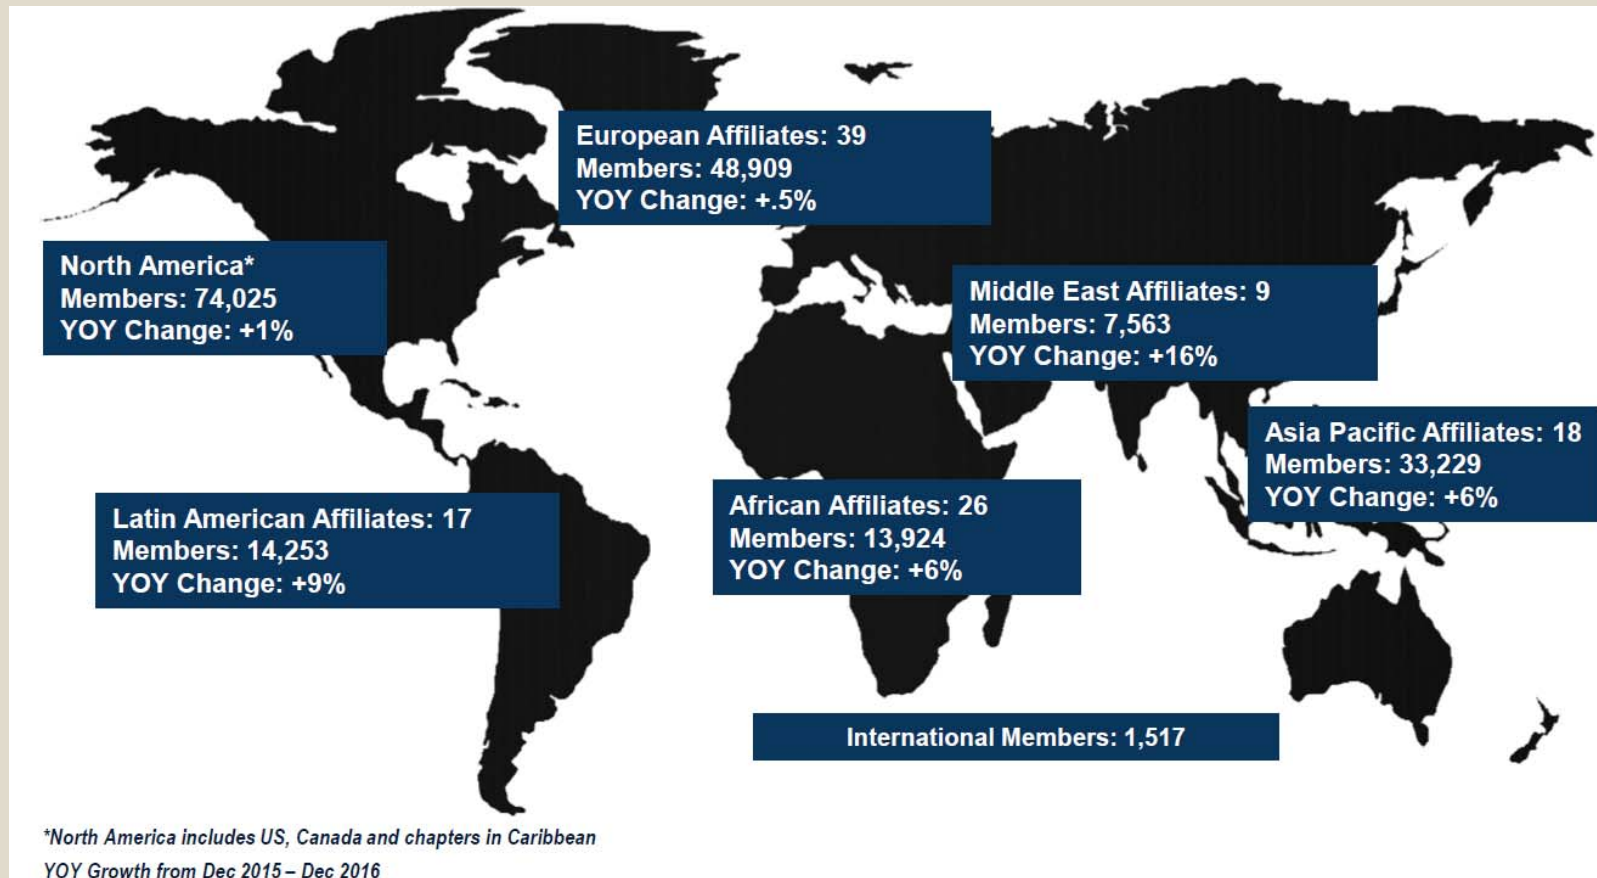 European Affiliates: 39
Members: 48,909
YOY Change: +.5%
North America*
Members: 74,025
YOY Change: +1%
Middle East Affiliates: 9
Members: 7,563
YOY Change: +16%
Asia Pacific Affiliates: 18
Members: 33,229
YOY Change: +6%
Latin American Affiliates: 17
Members: 14,253
YOY Change: +9%
African Affiliates: 26
Members: 13,924
YOY Change: +6%
International Members: 1,517
*North America includes US, Canada and chapters in Caribbean
YOY Growth from Dec 2015 – Dec 2016